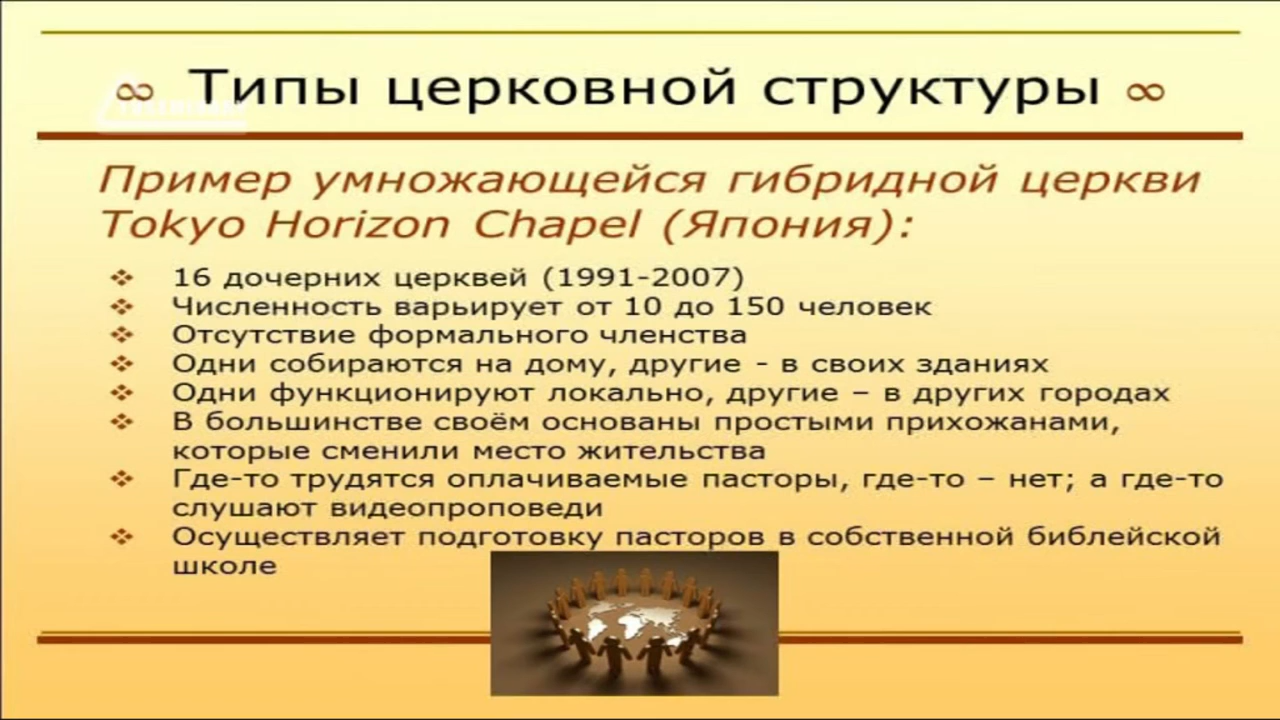 ∞ Типы церковной структуры ∞
Пример умножающейся гибридной церкви
Tokyo Horizon Chapel (Япония):
❖ 16 дочерних церквей (1991-2007)
❖ Численность варьирует от 10 до 150 человек
❖ Отсутствие формального членства
❖ Одни собираются на дому, другие - в своих зданиях
❖ Одни функционируют локально, другие – в других городах
❖ В большинстве своём основаны простыми прихожанами,
которые сменили место жительства
❖ Где-то трудятся оплачиваемые пасторы, где-то – нет; а где-то
слушают видеопроповеди
❖ Осуществляет подготовку пасторов в собственной библейской
школе